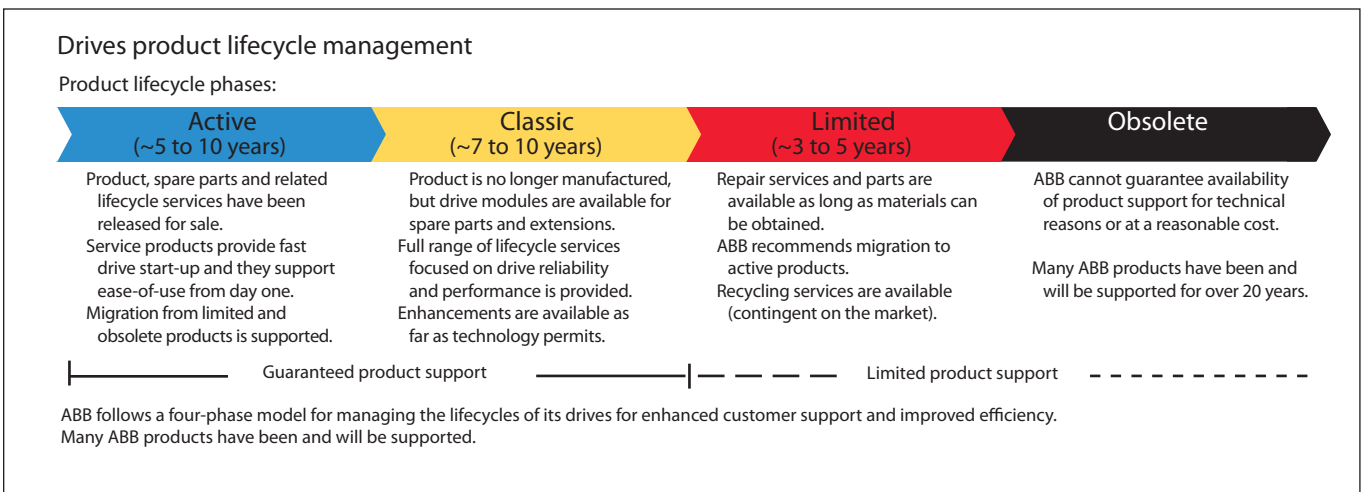 Drives product lifecycle management
Product lifecycle phases:
Active
(~5 to 10 years)
Classic
(~7 to 10 years)
Limited
(~3 to 5 years)
Obsolete
Product, spare parts and related
lifecycle services have been
released for sale.
Service products provide fast
drive start-up and they support
ease-of-use from day one.
Migration from limited and
obsolete products is supported.
Product is no longer manufactured,
but drive modules are available for
spare parts and extensions.
Full range of lifecycle services
focused on drive reliability
and performance is provided.
Enhancements are available as
far as technology permits.
Repair services and parts are
available as long as materials can
be obtained.
ABB recommends migration to
active products.
Recycling services are available
(contingent on the market).
ABB cannot guarantee availability
of product support for technical
reasons or at a reasonable cost.
Many ABB products have been and
will be supported for over 20 years.
Guaranteed product support
Limited product support
ABB follows a four-phase model for managing the lifecycles of its drives for enhanced customer support and improved efficiency.
Many ABB products have been and will be supported.